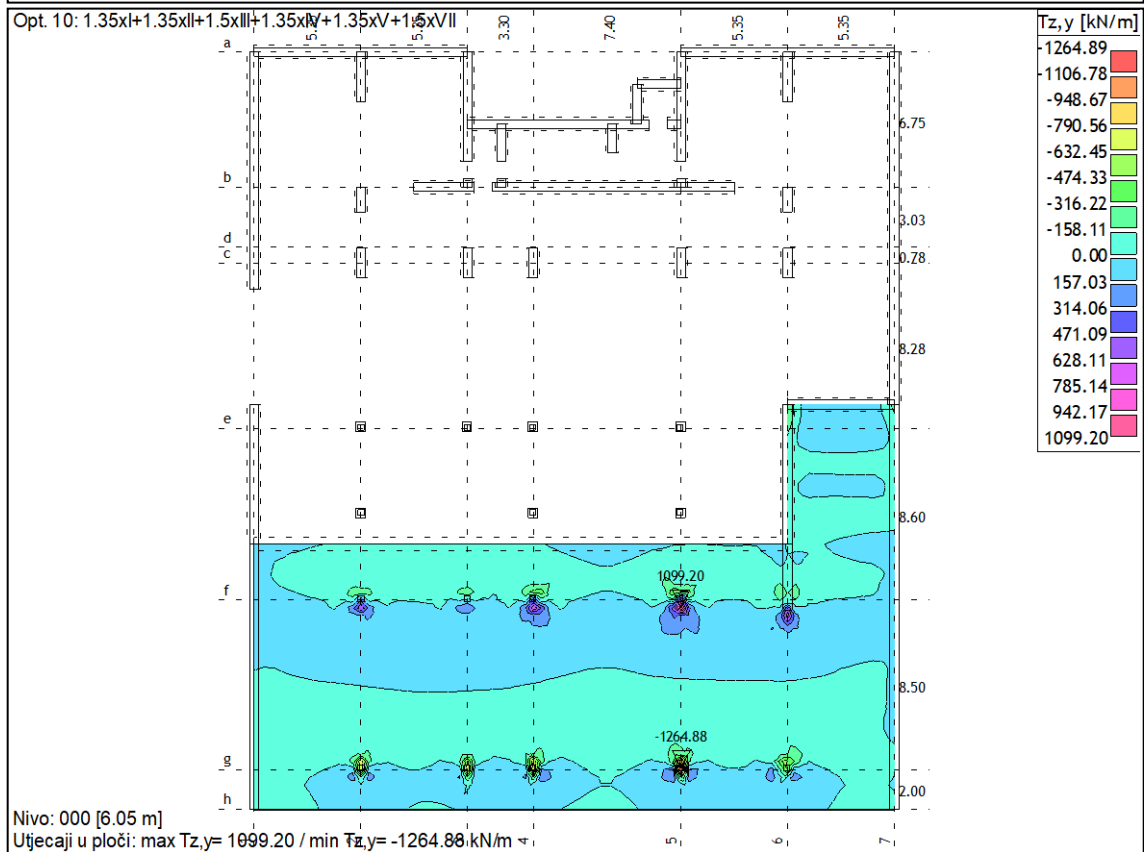 Opt. 10: 1.35xI+1.35xII+1.5xIII+1.35xIV+1.35xV+1.5xVII
3.30
7.40
5.35
5.35
Tz,y [kN/m]
-1264.89
-1106.78
-948.67
-790.56
-632.45
-474.33
-316.22
-158.11
0.00
157.03
314.06
471.09
628.11
785.14
942.17
1099.20
a
6.75
b
3.03
d
c
0.78
8.28
e
8.60
f
1099.20
8.50
-1264.88
g
h
2.00
4
5
6
7
Nivo: 000 [6.05 m]
Utjecaji u ploči: max Tz,y= 1099.20 / min Tz,y= -1264.88 kN/m